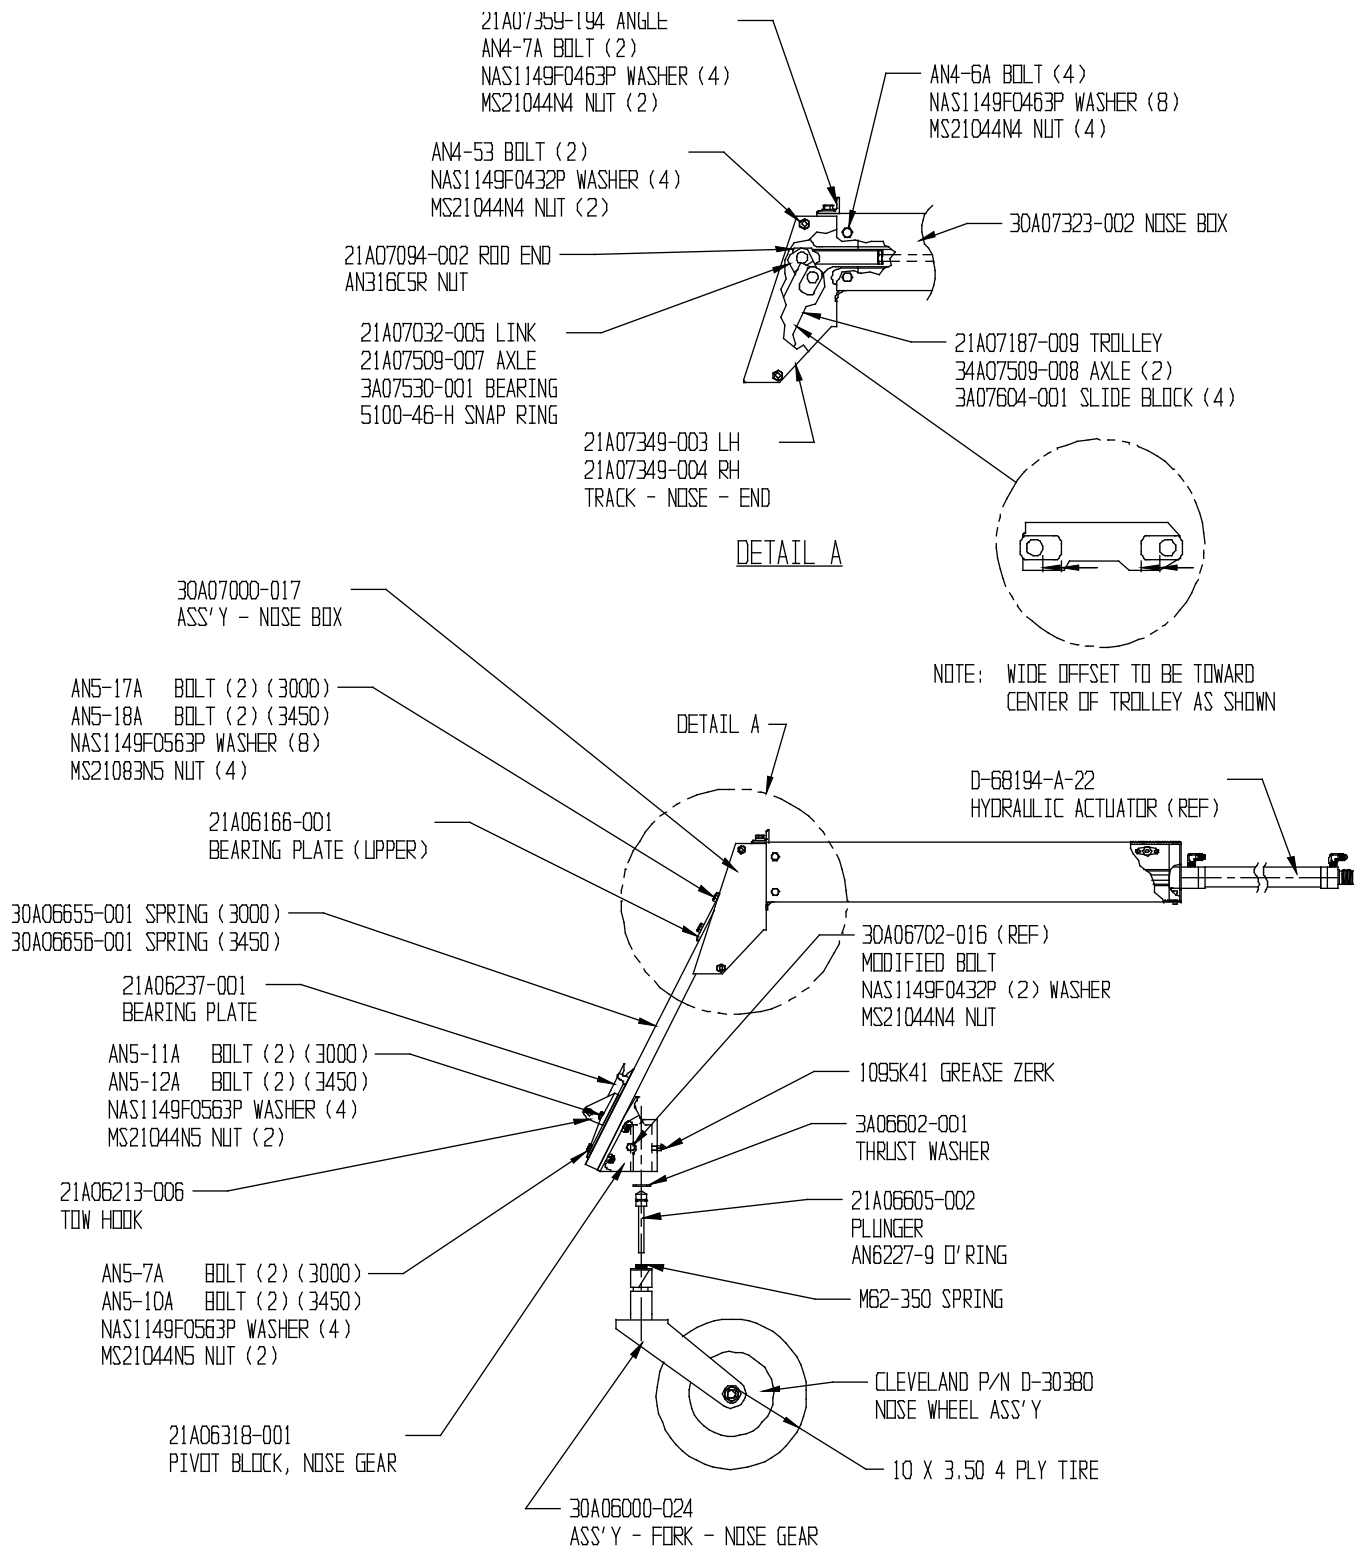 21A07359-194 ANGLE
AN4-7A BOLT (2)
NAS1149F0463P WASHER (4)
MS21044N4 NUT (2)
AN4-6A BOLT (4)
NAS1149F0463P WASHER (8)
MS21044N4 NUT (4)
AN4-53 BOLT (2)
NAS1149F0432P WASHER (4)
MS21044N4 NUT (2)
30A07323-002 NOSE BOX
21A07094-002 ROD END
AN316C5R NUT
21A07032-005 LINK
21A07509-007 AXLE
3A07530-001 BEARING
5100-46-H SNAP RING
21A07187-009 TROLLEY
34A07509-008 AXLE (2)
3A07604-001 SLIDE BLOCK (4)
21A07349-003 LH
21A07349-004 RH
TRACK - NOSE - END
DETAIL A
30A07000-017
ASS'Y - NOSE BOX
NOTE: WIDE OFFSET TO BE TOWARD
CENTER OF TROLLEY AS SHOWN
AN5-17A BOLT (2) (3000)
AN5-18A BOLT (2) (3450)
NAS1149F0563P WASHER (8)
MS21083N5 NUT (4)
DETAIL A
D-68194-A-22
HYDRAULIC ACTUATOR (REF)
21A06166-001
BEARING PLATE (UPPER)
30A06655-001 SPRING (3000)
30A06656-001 SPRING (3450)
30A06702-016 (REF)
MODIFIED BOLT
NAS1149F0432P (2) WASHER
MS21044N4 NUT
21A06237-001
BEARING PLATE
AN5-11A BOLT (2) (3000)
AN5-12A BOLT (2) (3450)
NAS1149F0563P WASHER (4)
MS21044N5 NUT (2)
1095K41 GREASE ZERK
3A06602-001
THRUST WASHER
21A06213-006
TOW HOOK
21A06605-002
PLUNGER
AN6227-9 O'RING
AN5-7A BOLT (2) (3000)
AN5-10A BOLT (2) (3450)
NAS1149F0563P WASHER (4)
MS21044N5 NUT (2)
M62-350 SPRING
CLEVELAND P/N D-30380
NOSE WHEEL ASS'Y
21A06318-001
PIVOT BLOCK, NOSE GEAR
10 X 3.50 4 PLY TIRE
30A06000-024
ASS'Y - FORK - NOSE GEAR